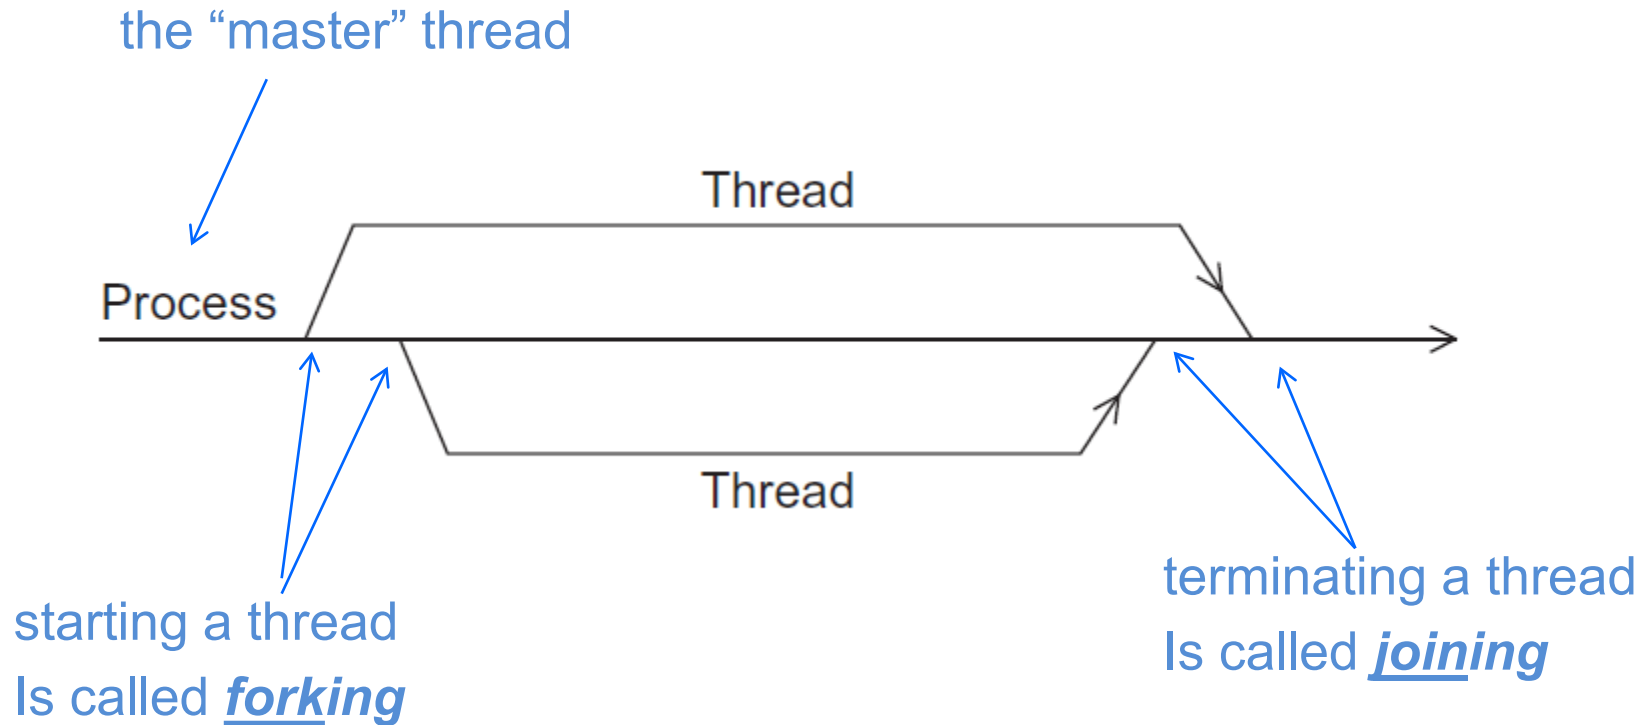 the “master” thread
Thread
Process
Thread
starting a thread
Is called forking
terminating a thread
Is called joining